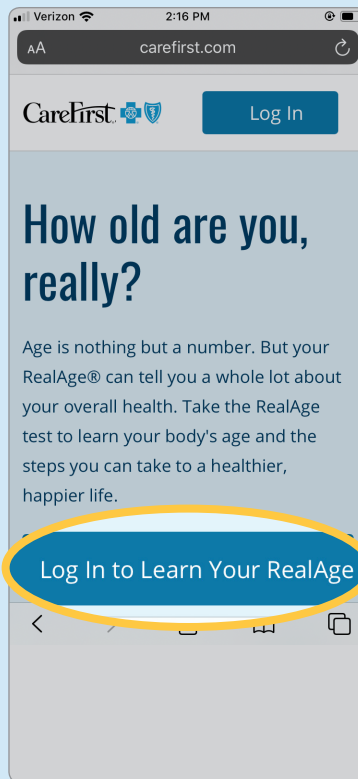 Verizon 2:16 PM
AA carefirst.com
CareFirst Log In
How old are you,
really?
Age is nothing but a number. But your
RealAge® can tell you a whole lot about
your overall health. Take the RealAge
test to learn your body's age and the
steps you can take to a healthier,
happier life.
Log In to Learn Your RealAge